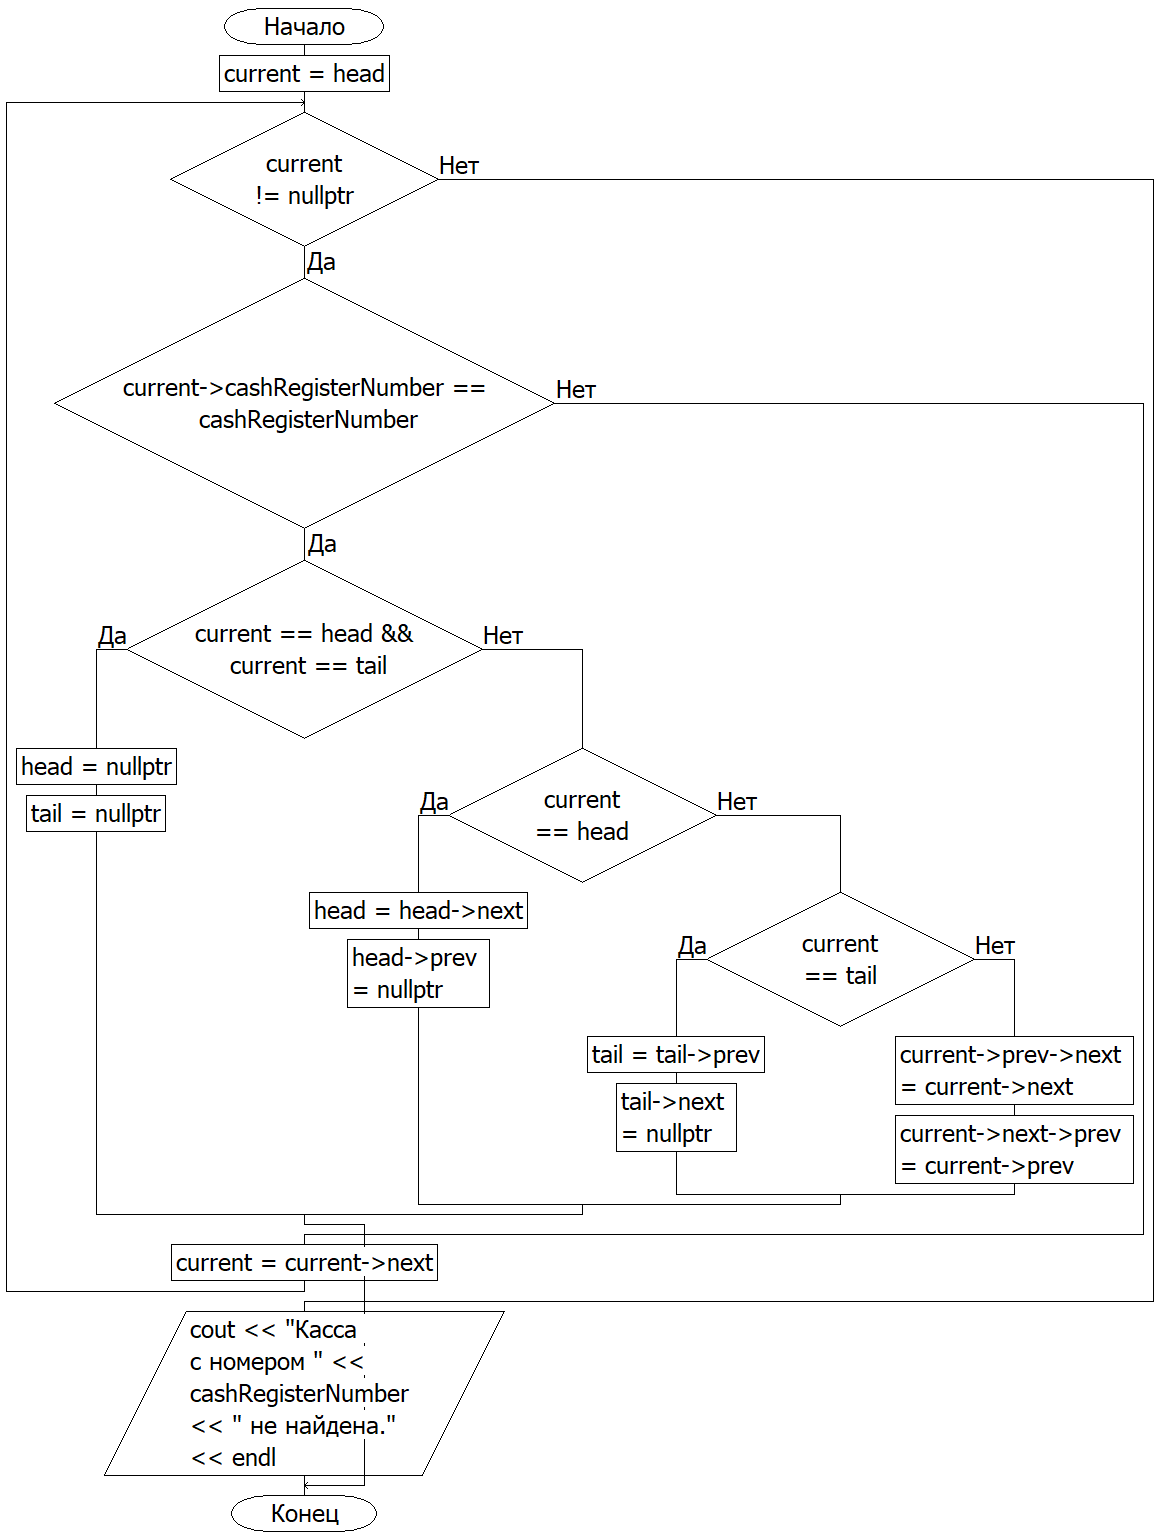 Начало
current = head
current
!= nullptr
Нет
Да
current->cashRegisterNumber ==
cashRegisterNumber
Нет
Да
current == head &&
current == tail
Да
Нет
head = nullptr
tail = nullptr
current
== head
Да
Нет
head = head->next
head->prev
= nullptr
current
== tail
Да
Нет
tail = tail->prev
tail->next
= nullptr
current->prev->next
= current->next
current->next->prev
= current->prev
current = current->next
cout << "Касса
с номером " <<
cashRegisterNumber
<< " не найдена."
<< endl
Конец